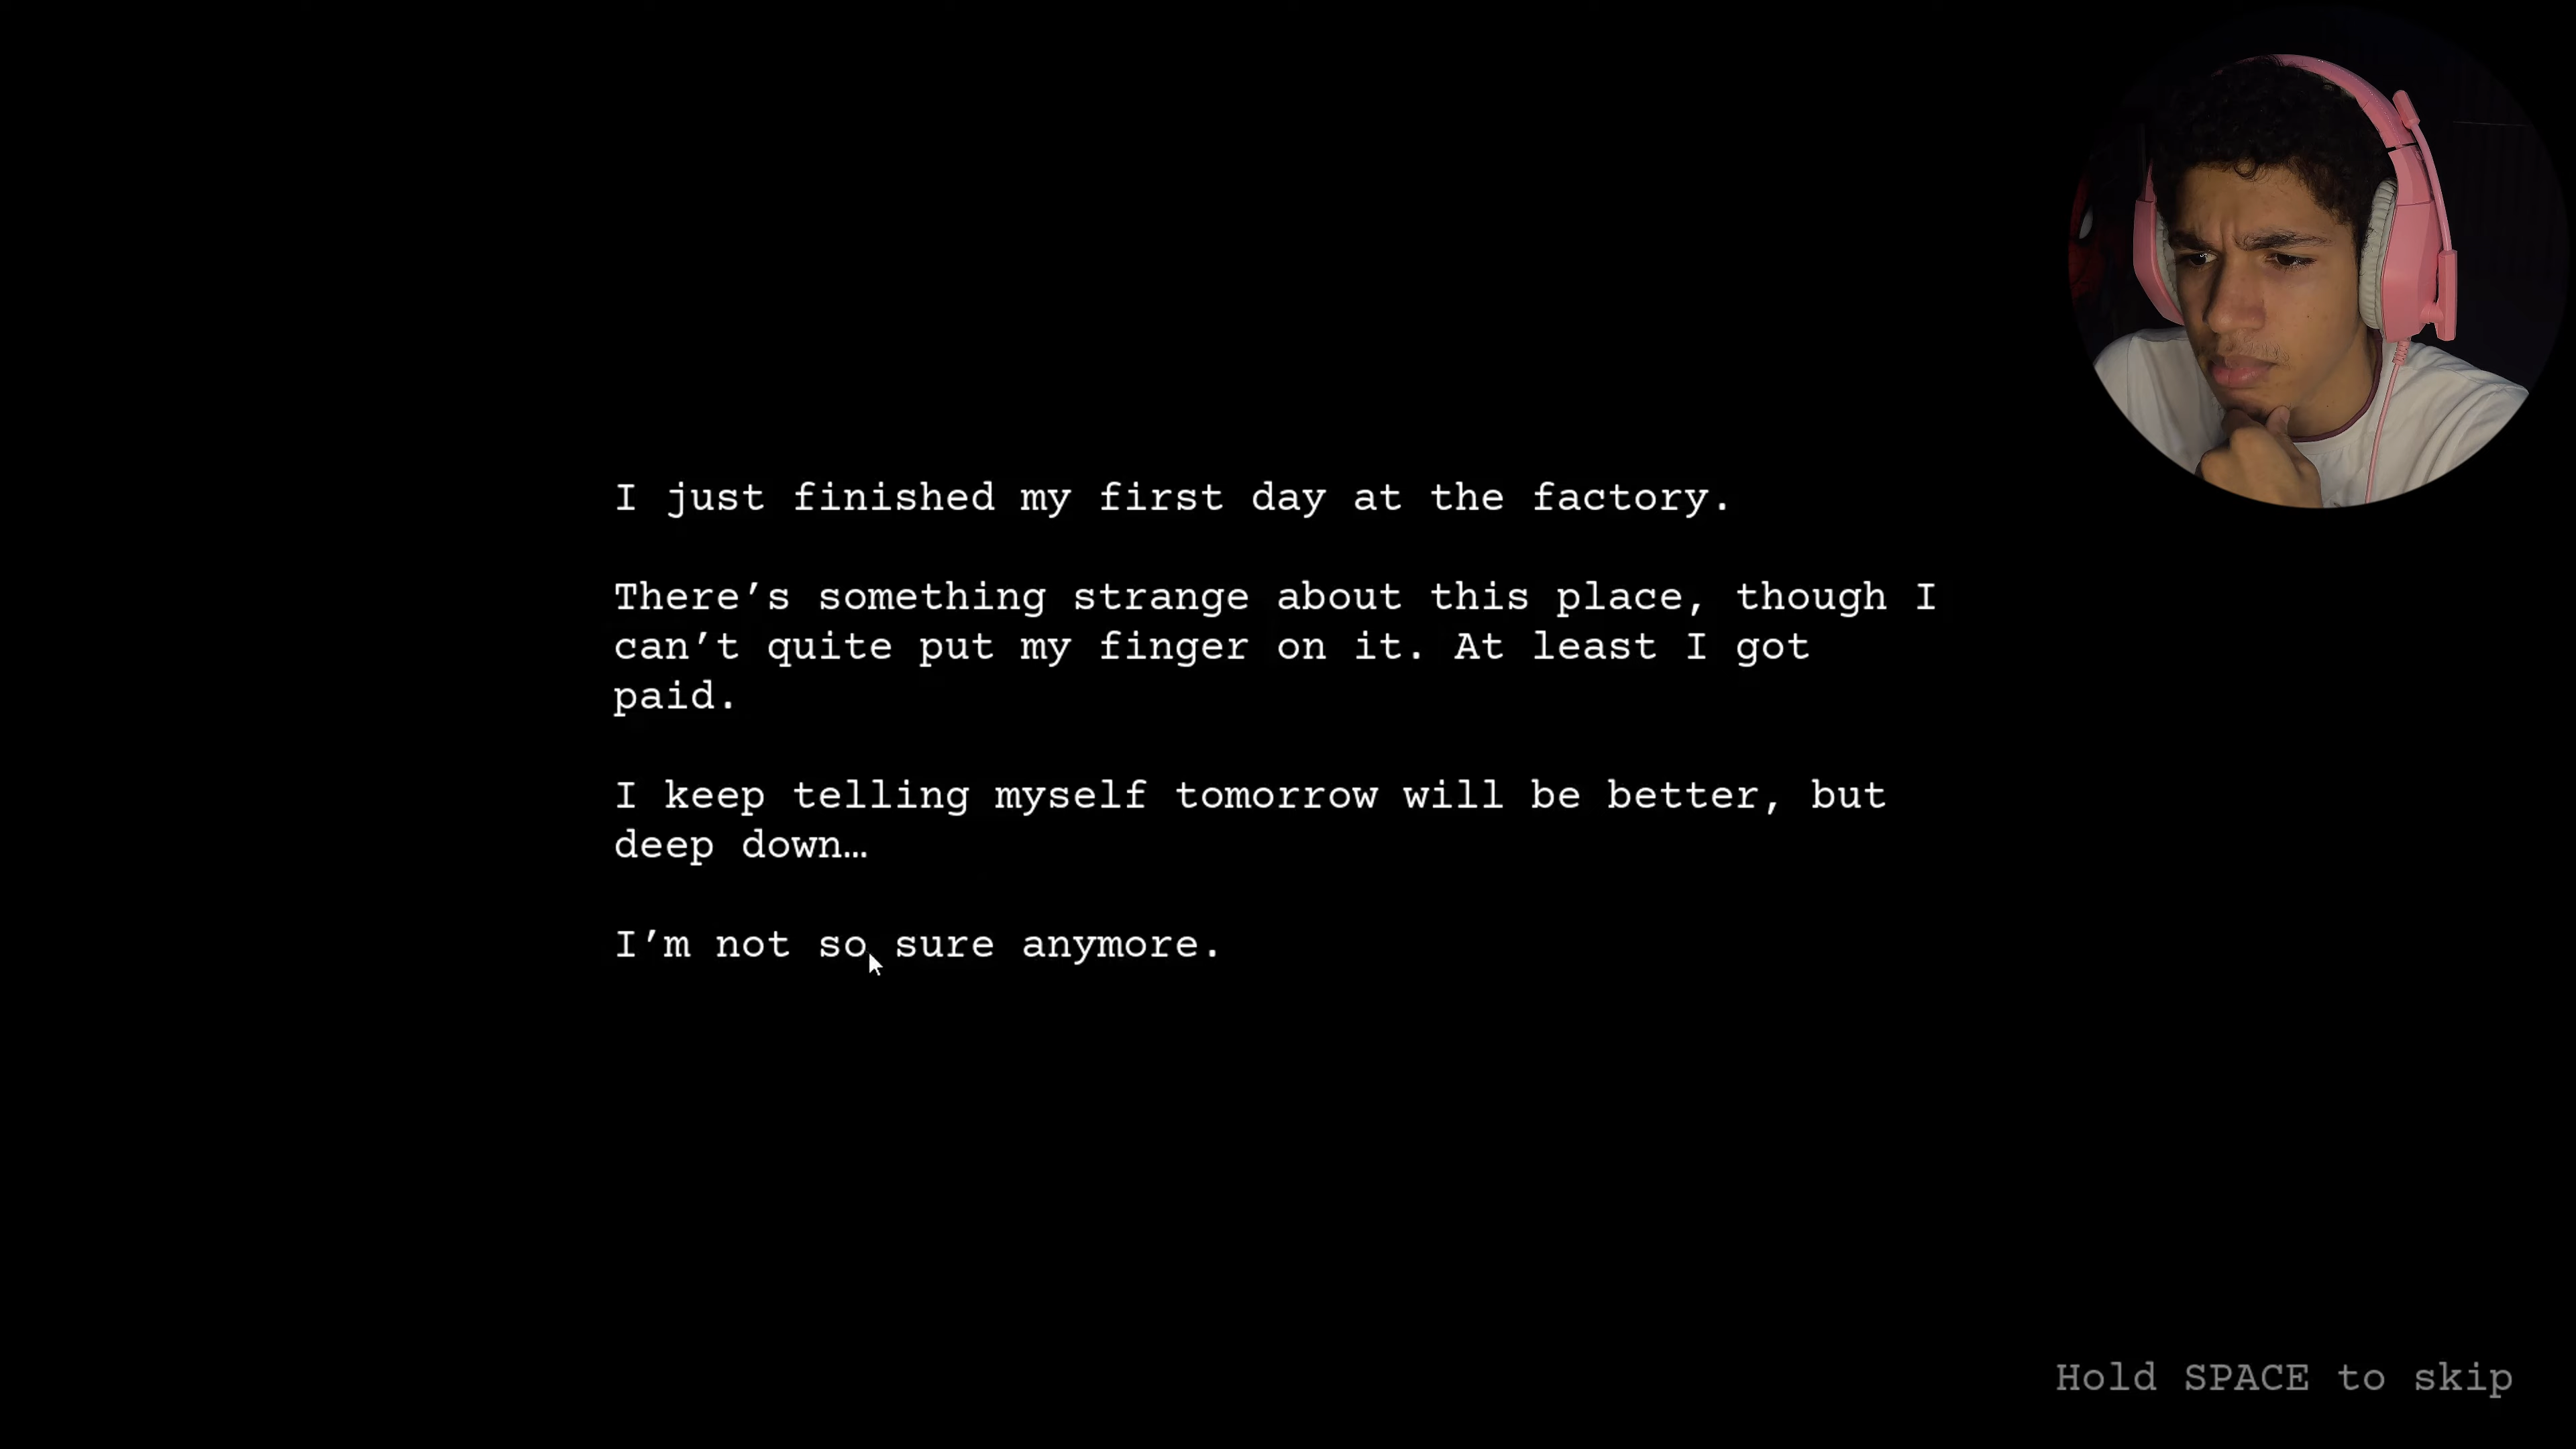 I just finished my first day at the factory.
There’s something strange about this place, though I
can’t quite put my finger on it. At least I got
paid.
I keep telling myself tomorrow will be better, but
deep down…
I’m not so sure anymore.
Hold SPACE to skip